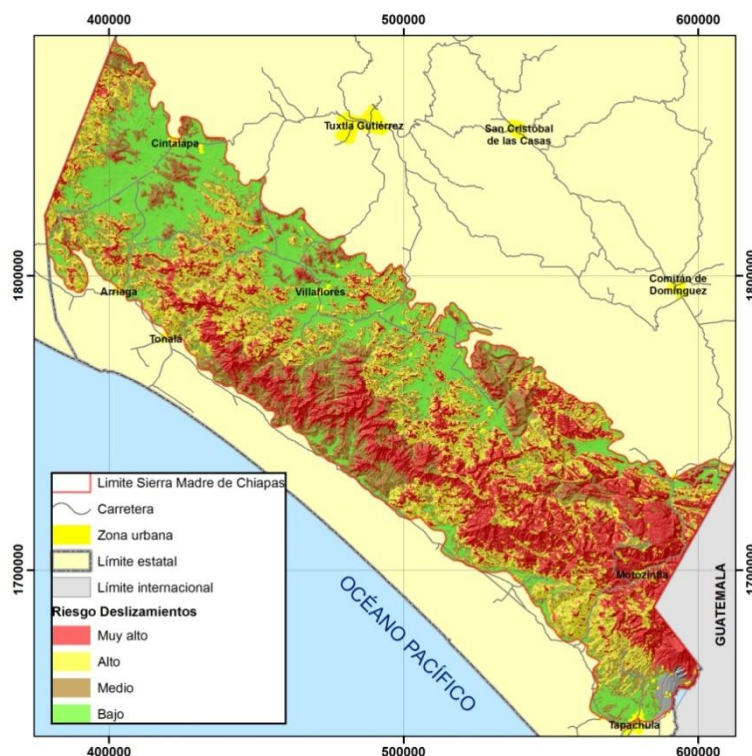 400000
500000
600000
Tuxtla Gutiérrez
San Cristóbal
de las Casas
Cintalapa
1800000
1800000
Comitán de
Domínguez
Arriaga
Villaflores
Tonalá
Limite Sierra Madre de Chiapas
Carretera
Zona urbana
Límite estatal
Límite internacional
Riesgo Deslizamientos
Muy alto
Alto
Medio
Bajo
1700000
1700000
Motozintla
OCÉANO PACÍFICO
GUATEMALA
Tapachula
400000
500000
600000